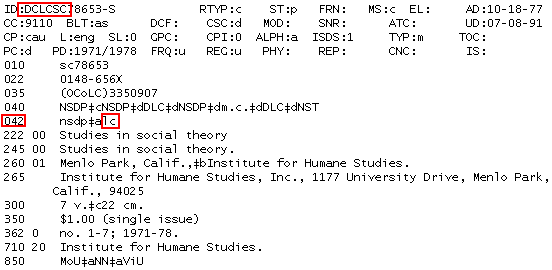 ID:DCLCSC78653-S RTYP:c ST:p FRN: MS:c EL: AD:10-18-77
CC:9110 BLT:as DCF: CSC:d MOD: SNR: ATC: UD:07-08-91
CP:cau L:eng SL:0 GPC: CPI:0 ALPHA:a ISDS:1 TYP:m TOC:
PC:d PD:1971/1978 FRQ: REG:u PHY: REP: CNC: IS:
010 sc78653
022 0148-656X
035 (OCoLC)3350907
040 NSDP‡cNSDP‡dDLC‡dNSDP‡dm.c.‡dDLC‡dNST
042 nsdp‡alc
222 00 Studies in social theory
245 00 Studies in social theory.
260 01 Menlo Park, Calif.,‡bInstitute for Humane Studies.
265 Institute for Humane Studies, Inc., 1177 University Drive, Menlo Park,
Calif., 94025
300 7 v.‡c22 cm.
350 $1.00 (single issue)
362 0 no. 1-7; 1971-78.
710 20 Institute for Humane Studies.
850 MoU‡aNN‡aViU